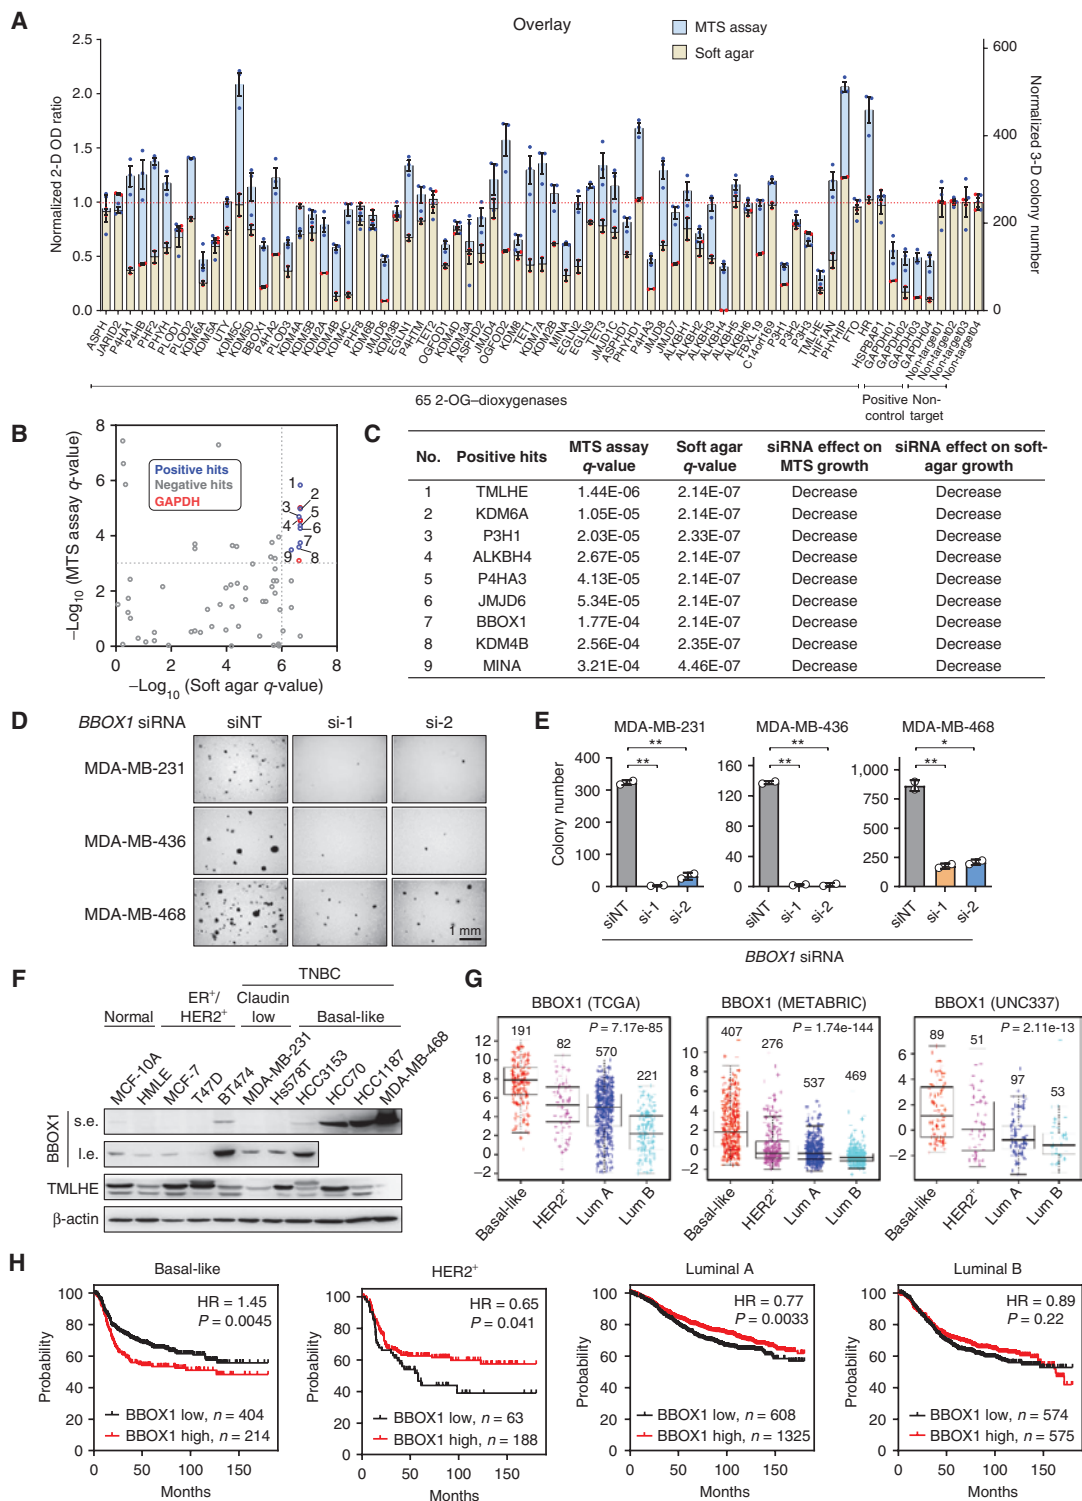 A
Overlay
MTS assay
Soft agar
Normalized 2-D OD ratio
2.5
2.0
1.5
1.0
0.5
0.0
Normalized 3-D colony number
600
400
200
0
ASPH
JARID2
P4HA1
P4HB
PHF2
PHYH
PLOD1
PLOD2
KDM6A
KDM5A
UTY
KDM5C
KDM5D
BBOX1
P4HA2
PLOD3
KDM4A
KDM5B
KDM2A
KDM4B
KDM4C
PHF8
KDM6B
JMJD6
KDM3B
EGLN1
P4HTM
TET2
OGFOD1
KDM4D
KDM3A
ASPHD2
JMJD4
OGFOD2
KDM8
TET1
KDM7A
KDM2B
MINA
EGLN2
EGLN3
TET3
JMJD1C
ASPHD1
PHYHD1
P4HA3
JMJD8
JMJD7
ALKBH1
ALKBH2
ALKBH3
ALKBH4
ALKBH5
ALKBH6
FBXL19
C14orf169
P3H1
P3H2
P3H3
TMLHE
HIF1AN
PHYHIP
FTO
HR
HSPBAP1
GAPDH01
GAPDH02
GAPDH03
GAPDH04
Non-target01
Non-target02
Non-target03
Non-target04
65 2-OG–dioxygenases
Positive control
Non-target
B
–Log10 (MTS assay q-value)
8
6
4
2
0
Positive hits
Negative hits
GAPDH
1
2
3
5
4
6
7
9
8
0 2 4 6 8
–Log10 (Soft agar q-value)
C
No. Positive hits MTS assay q-value Soft agar q-value siRNA effect on MTS growth siRNA effect on soft-agar growth
1 TMLHE 1.44E-06 2.14E-07 Decrease Decrease
2 KDM6A 1.05E-05 2.14E-07 Decrease Decrease
3 P3H1 2.03E-05 2.33E-07 Decrease Decrease
4 ALKBH4 2.67E-05 2.14E-07 Decrease Decrease
5 P4HA3 4.13E-05 2.14E-07 Decrease Decrease
6 JMJD6 5.34E-05 2.14E-07 Decrease Decrease
7 BBOX1 1.77E-04 2.14E-07 Decrease Decrease
8 KDM4B 2.56E-04 2.35E-07 Decrease Decrease
9 MINA 3.21E-04 4.46E-07 Decrease Decrease
D
BBOX1 siRNA siNT si-1 si-2
MDA-MB-231
MDA-MB-436
MDA-MB-468
1 mm
E
MDA-MB-231 MDA-MB-436 MDA-MB-468
Colony number
** **
400
300
200
100
0
siNT si-1 si-2
** **
160
120
80
40
0
siNT si-1 si-2
* **
1,000
750
500
250
0
siNT si-1 si-2
BBOX1 siRNA
F
TNBC
Normal ER+/HER2+ Claudin low Basal-like
MCF-10A
HMLE
MCF-7
T47D
BT474
MDA-MB-231
Hs578T
HCC3153
HCC70
HCC1187
MDA-MB-468
BBOX1
s.e.
l.e.
TMLHE
β-actin
G
BBOX1 (TCGA)
P = 7.17e-85
191 82 570 221
12
10
8
6
4
2
0
−2
Basal-like HER2+ Lum A Lum B
BBOX1 (METABRIC)
P = 1.74e-144
407 276 537 469
6
4
2
0
−2
Basal-like HER2+ Lum A Lum B
BBOX1 (UNC337)
P = 2.11e-13
89 51 97 53
6
4
2
0
−2
Basal-like HER2+ Lum A Lum B
H
Basal-like
HR = 1.45
P = 0.0045
Probability
100
80
60
40
20
0
BBOX1 low, n = 404
BBOX1 high, n = 214
0 50 100 150
Months
HER2+
HR = 0.65
P = 0.041
Probability
100
80
60
40
20
0
BBOX1 low, n = 63
BBOX1 high, n = 188
0 50 100 150
Months
Luminal A
HR = 0.77
P = 0.0033
Probability
100
80
60
40
20
0
BBOX1 low, n = 608
BBOX1 high, n = 1325
0 50 100 150
Months
Luminal B
HR = 0.89
P = 0.22
Probability
100
80
60
40
20
0
BBOX1 low, n = 574
BBOX1 high, n = 575
0 50 100 150
Months